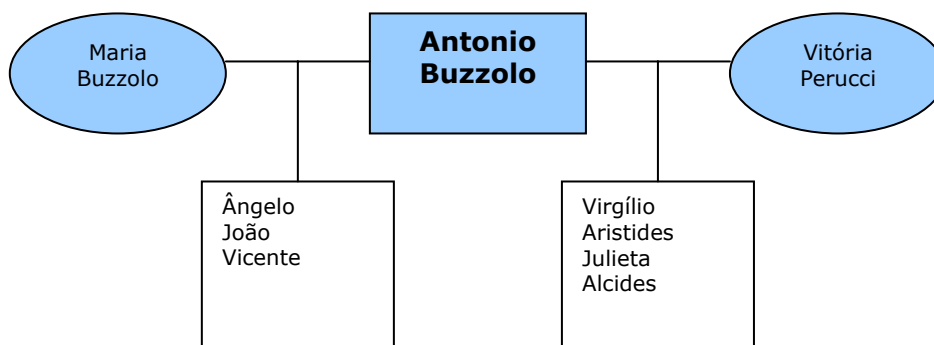 Maria
Buzzolo
Antonio
Buzzolo
Vitória
Perucci
Ângelo
João
Vicente
Virgílio
Aristides
Julieta
Alcides